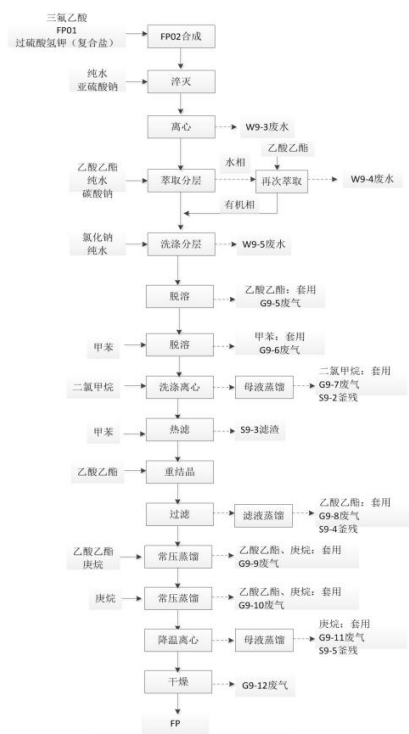 三氟乙酸
FP01
过硫酸氢钾（复合盐）
FP02合成
纯水
亚硫酸钠
淬灭
离心
W9-3废水
乙酸乙酯
纯水
碳酸钠
萃取分层
水相
乙酸乙酯
再次萃取
W9-4废水
有机相
氯化钠
纯水
洗涤分层
W9-5废水
脱溶
乙酸乙酯：套用
G9-5废气
甲苯
脱溶
甲苯：套用
G9-6废气
二氯甲烷
洗涤离心
母液蒸馏
二氯甲烷：套用
G9-7废气
S9-2釜残
甲苯
热滤
S9-3滤渣
乙酸乙酯
重结晶
过滤
滤液蒸馏
乙酸乙酯：套用
G9-8废气
S9-4釜残
乙酸乙酯
庚烷
常压蒸馏
乙酸乙酯、庚烷：套用
G9-9废气
庚烷
常压蒸馏
乙酸乙酯、庚烷：套用
G9-10废气
降温离心
母液蒸馏
庚烷：套用
G9-11废气
S9-5釜残
干燥
G9-12废气
FP